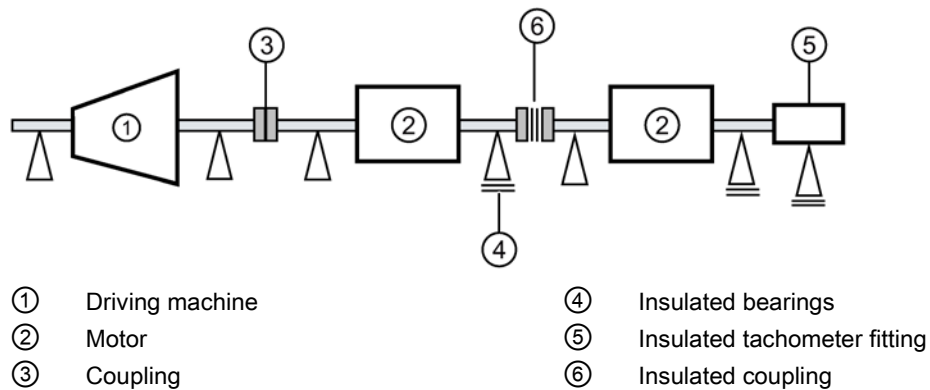 ⑥
③
⑤
①
②
②
④
① Driving machine
② Motor
③ Coupling
④ Insulated bearings
⑤ Insulated tachometer fitting
⑥ Insulated coupling